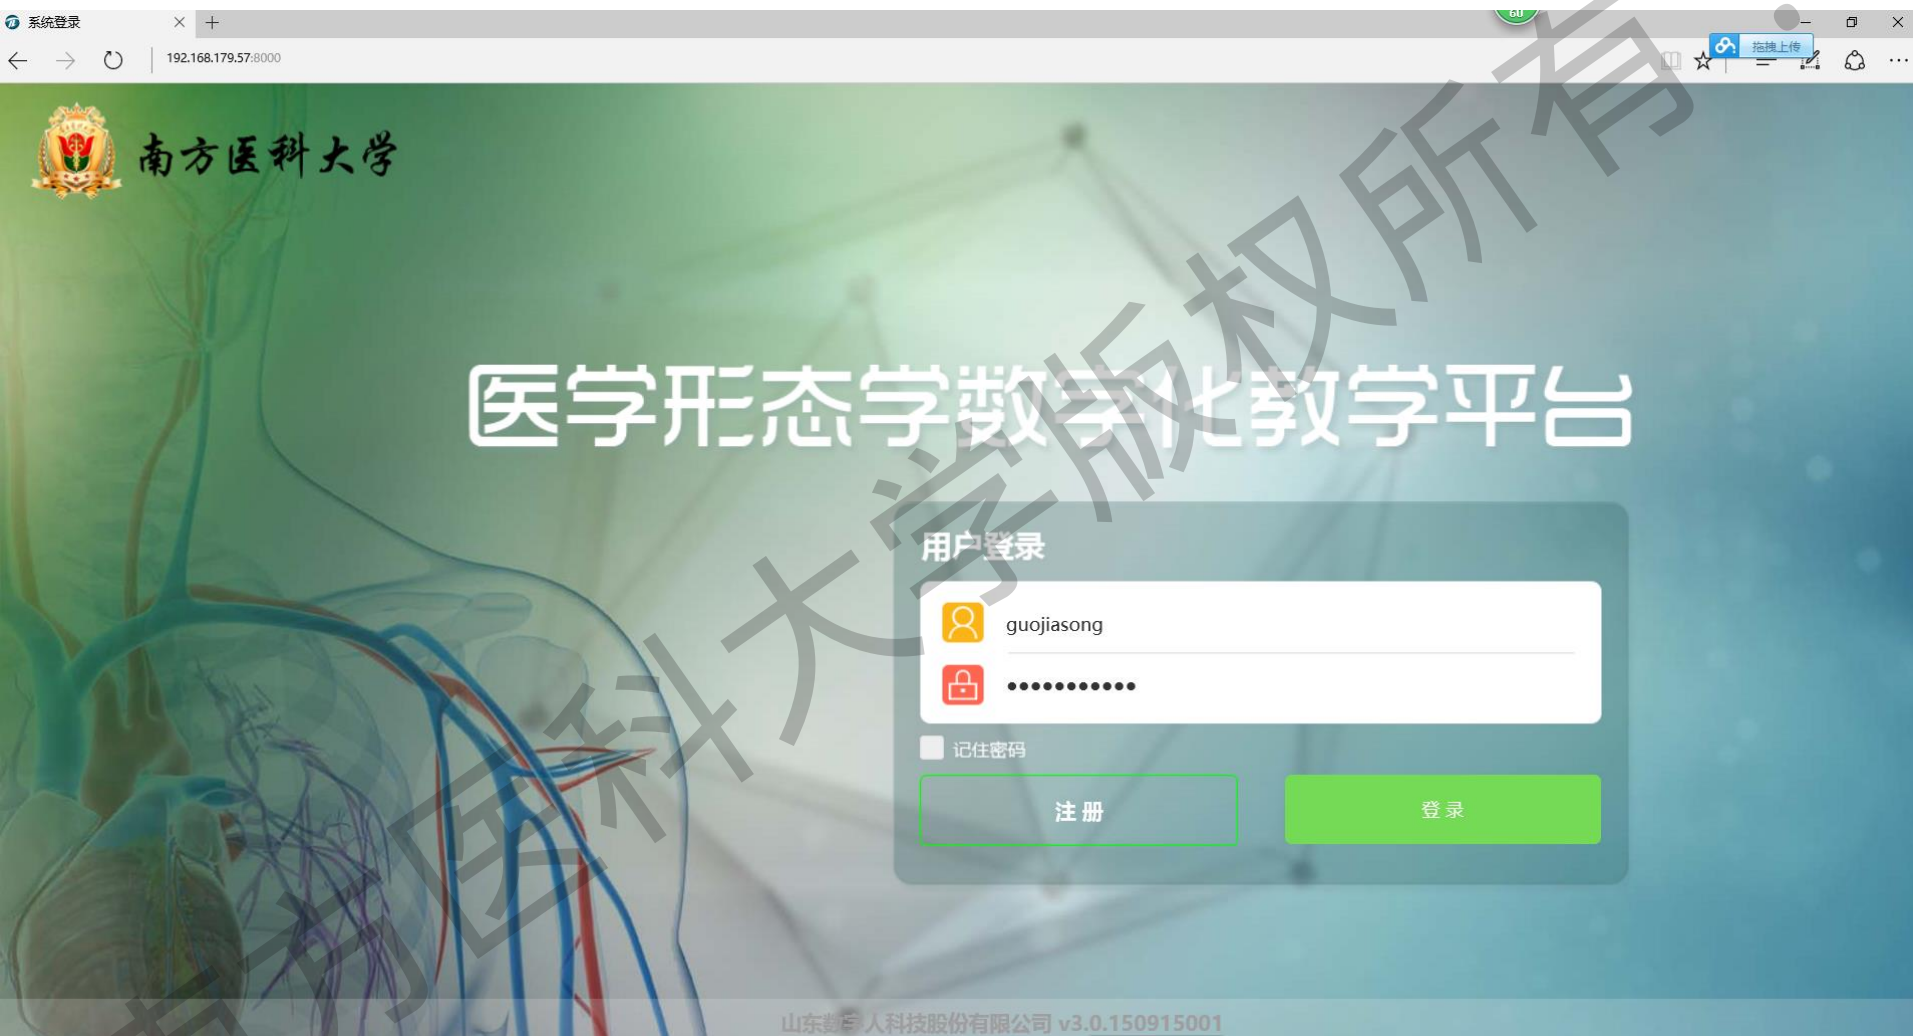 系统登录
60
192.168.179.57:8000
拖拽上传
南方医科大学
医学形态学数字化教学平台
用户登录
guojiasong
•••••••••••
记住密码
注册
登录
山东数字人科技股份有限公司 v3.0.150915001
南方医科大学版权所有·